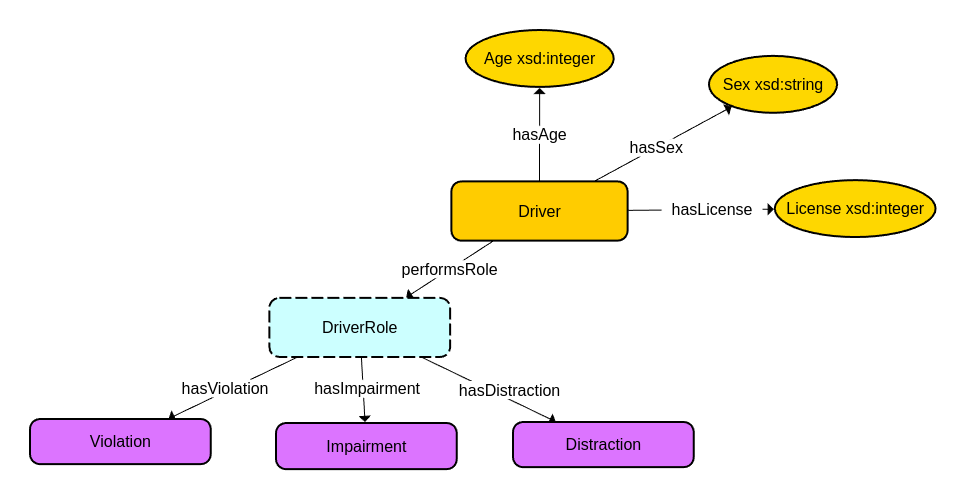 Age xsd:integer
Sex xsd:string
hasAge
hasSex
Driver
hasLicense
License xsd:integer
performsRole
DriverRole
hasViolation
hasImpairment
hasDistraction
Violation
Impairment
Distraction